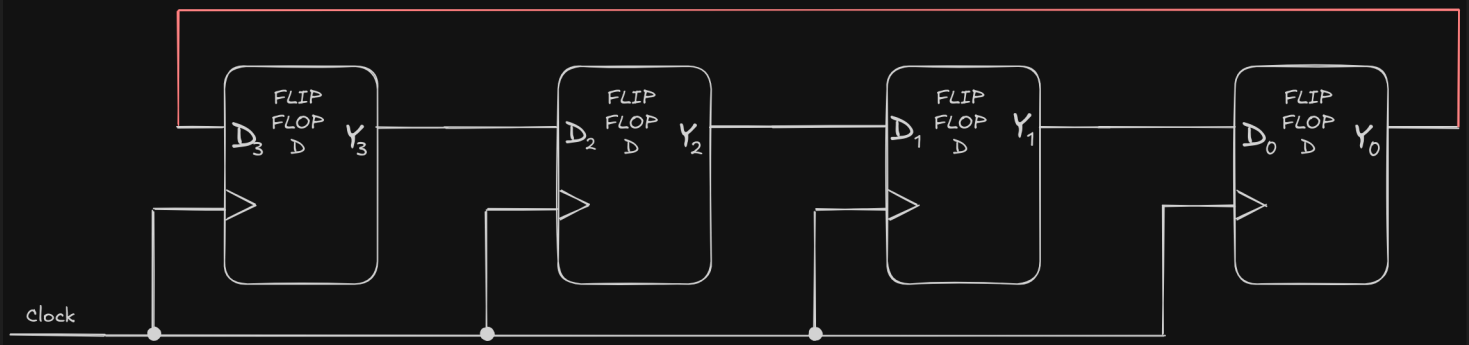 FLIP
FLOP
D
D₃
Y₃
FLIP
FLOP
D
D₂
Y₂
FLIP
FLOP
D
D₁
Y₁
FLIP
FLOP
D
D₀
Y₀
Clock